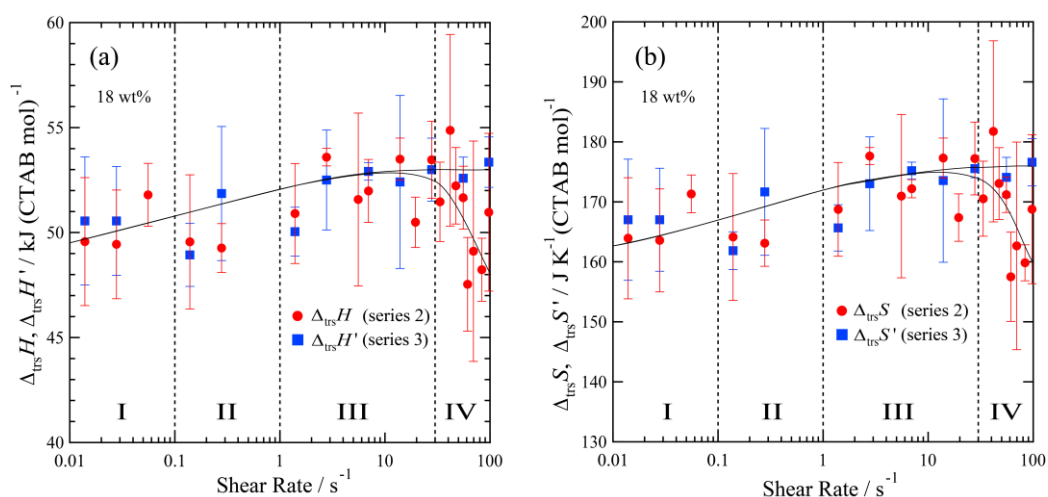 (a)
18 wt%
60
55
50
45
40
ΔtrsH, ΔtrsH ' / kJ (CTAB mol)⁻¹
ΔtrsH (series 2)
ΔtrsH ' (series 3)
I II III IV
0.01 0.1 1 10 100
Shear Rate / s⁻¹
(b)
18 wt%
200
190
180
170
160
150
140
130
ΔtrsS, ΔtrsS ' / J K⁻¹ (CTAB mol)⁻¹
ΔtrsS (series 2)
ΔtrsS ' (series 3)
I II III IV
0.01 0.1 1 10 100
Shear Rate / s⁻¹